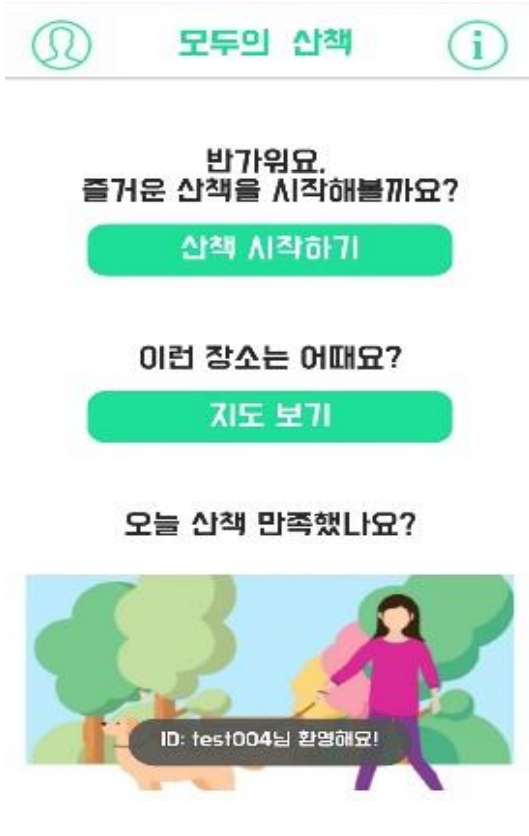 모두의 산책
i
반가워요.
즐거운 산책을 시작해볼까요?
산책 시작하기
이런 장소는 어때요?
지도 보기
오늘 산책 만족했나요?
ID: test004님 환영해요!